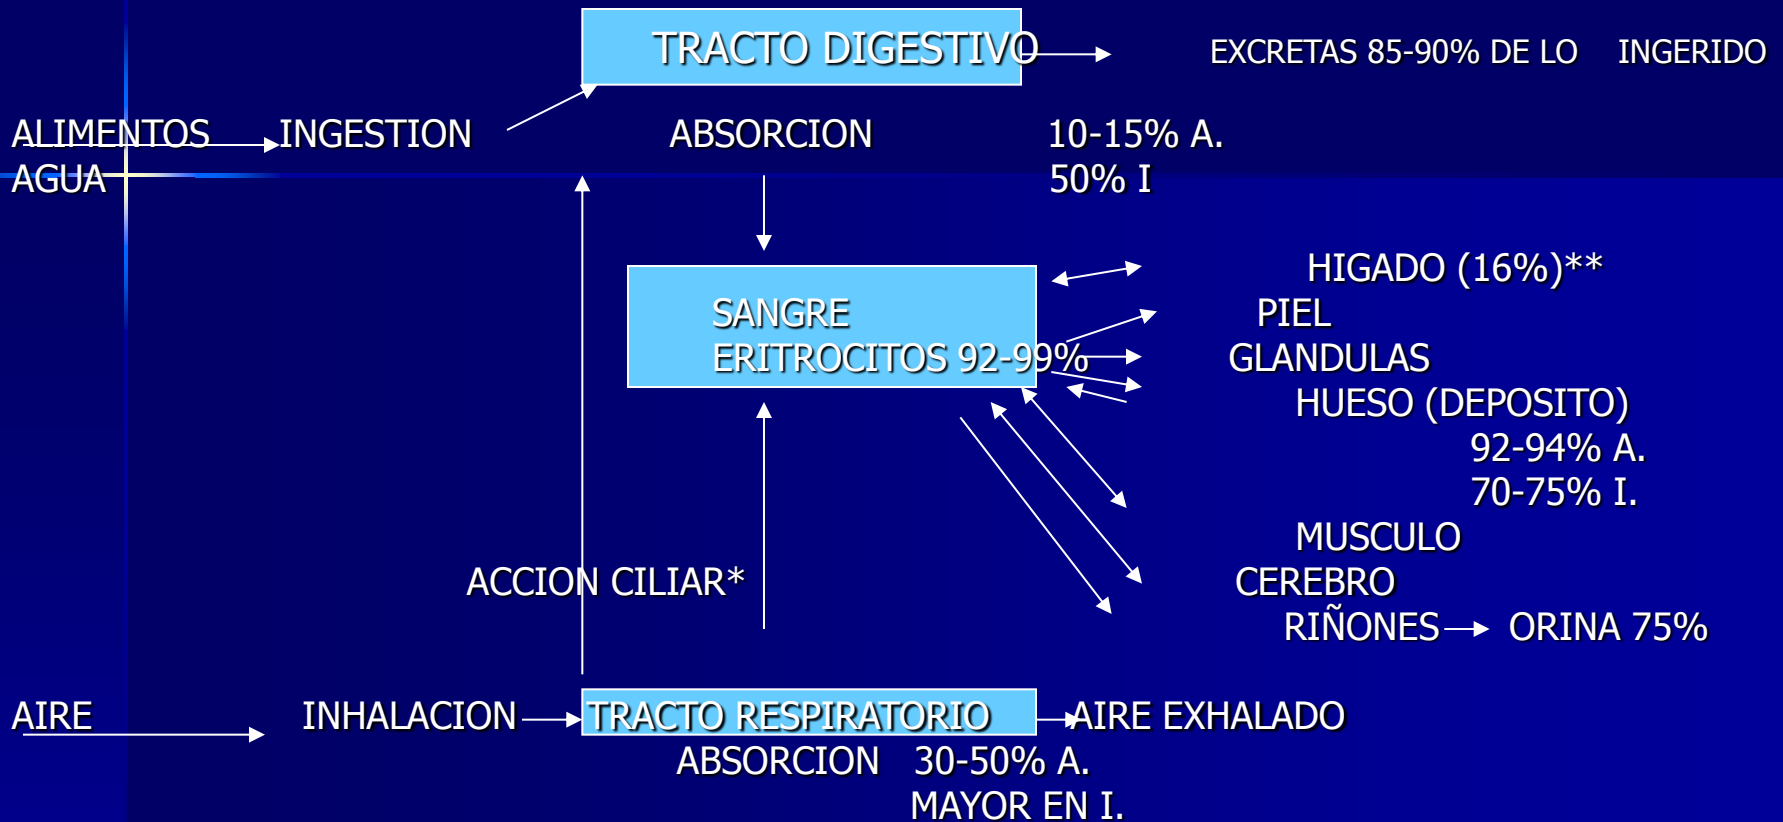 TRACTO DIGESTIVO
EXCRETAS 85-90% DE LO INGERIDO
ALIMENTOS INGESTION ABSORCION 10-15% A.
AGUA 50% I
HIGADO (16%)**
SANGRE PIEL
ERITROCITOS 92-99% GLANDULAS
HUESO (DEPOSITO)
92-94% A.
70-75% I.
MUSCULO
ACCION CILIAR* CEREBRO
RIÑONES ORINA 75%
AIRE INHALACION TRACTO RESPIRATORIO AIRE EXHALADO
ABSORCION 30-50% A.
MAYOR EN I.